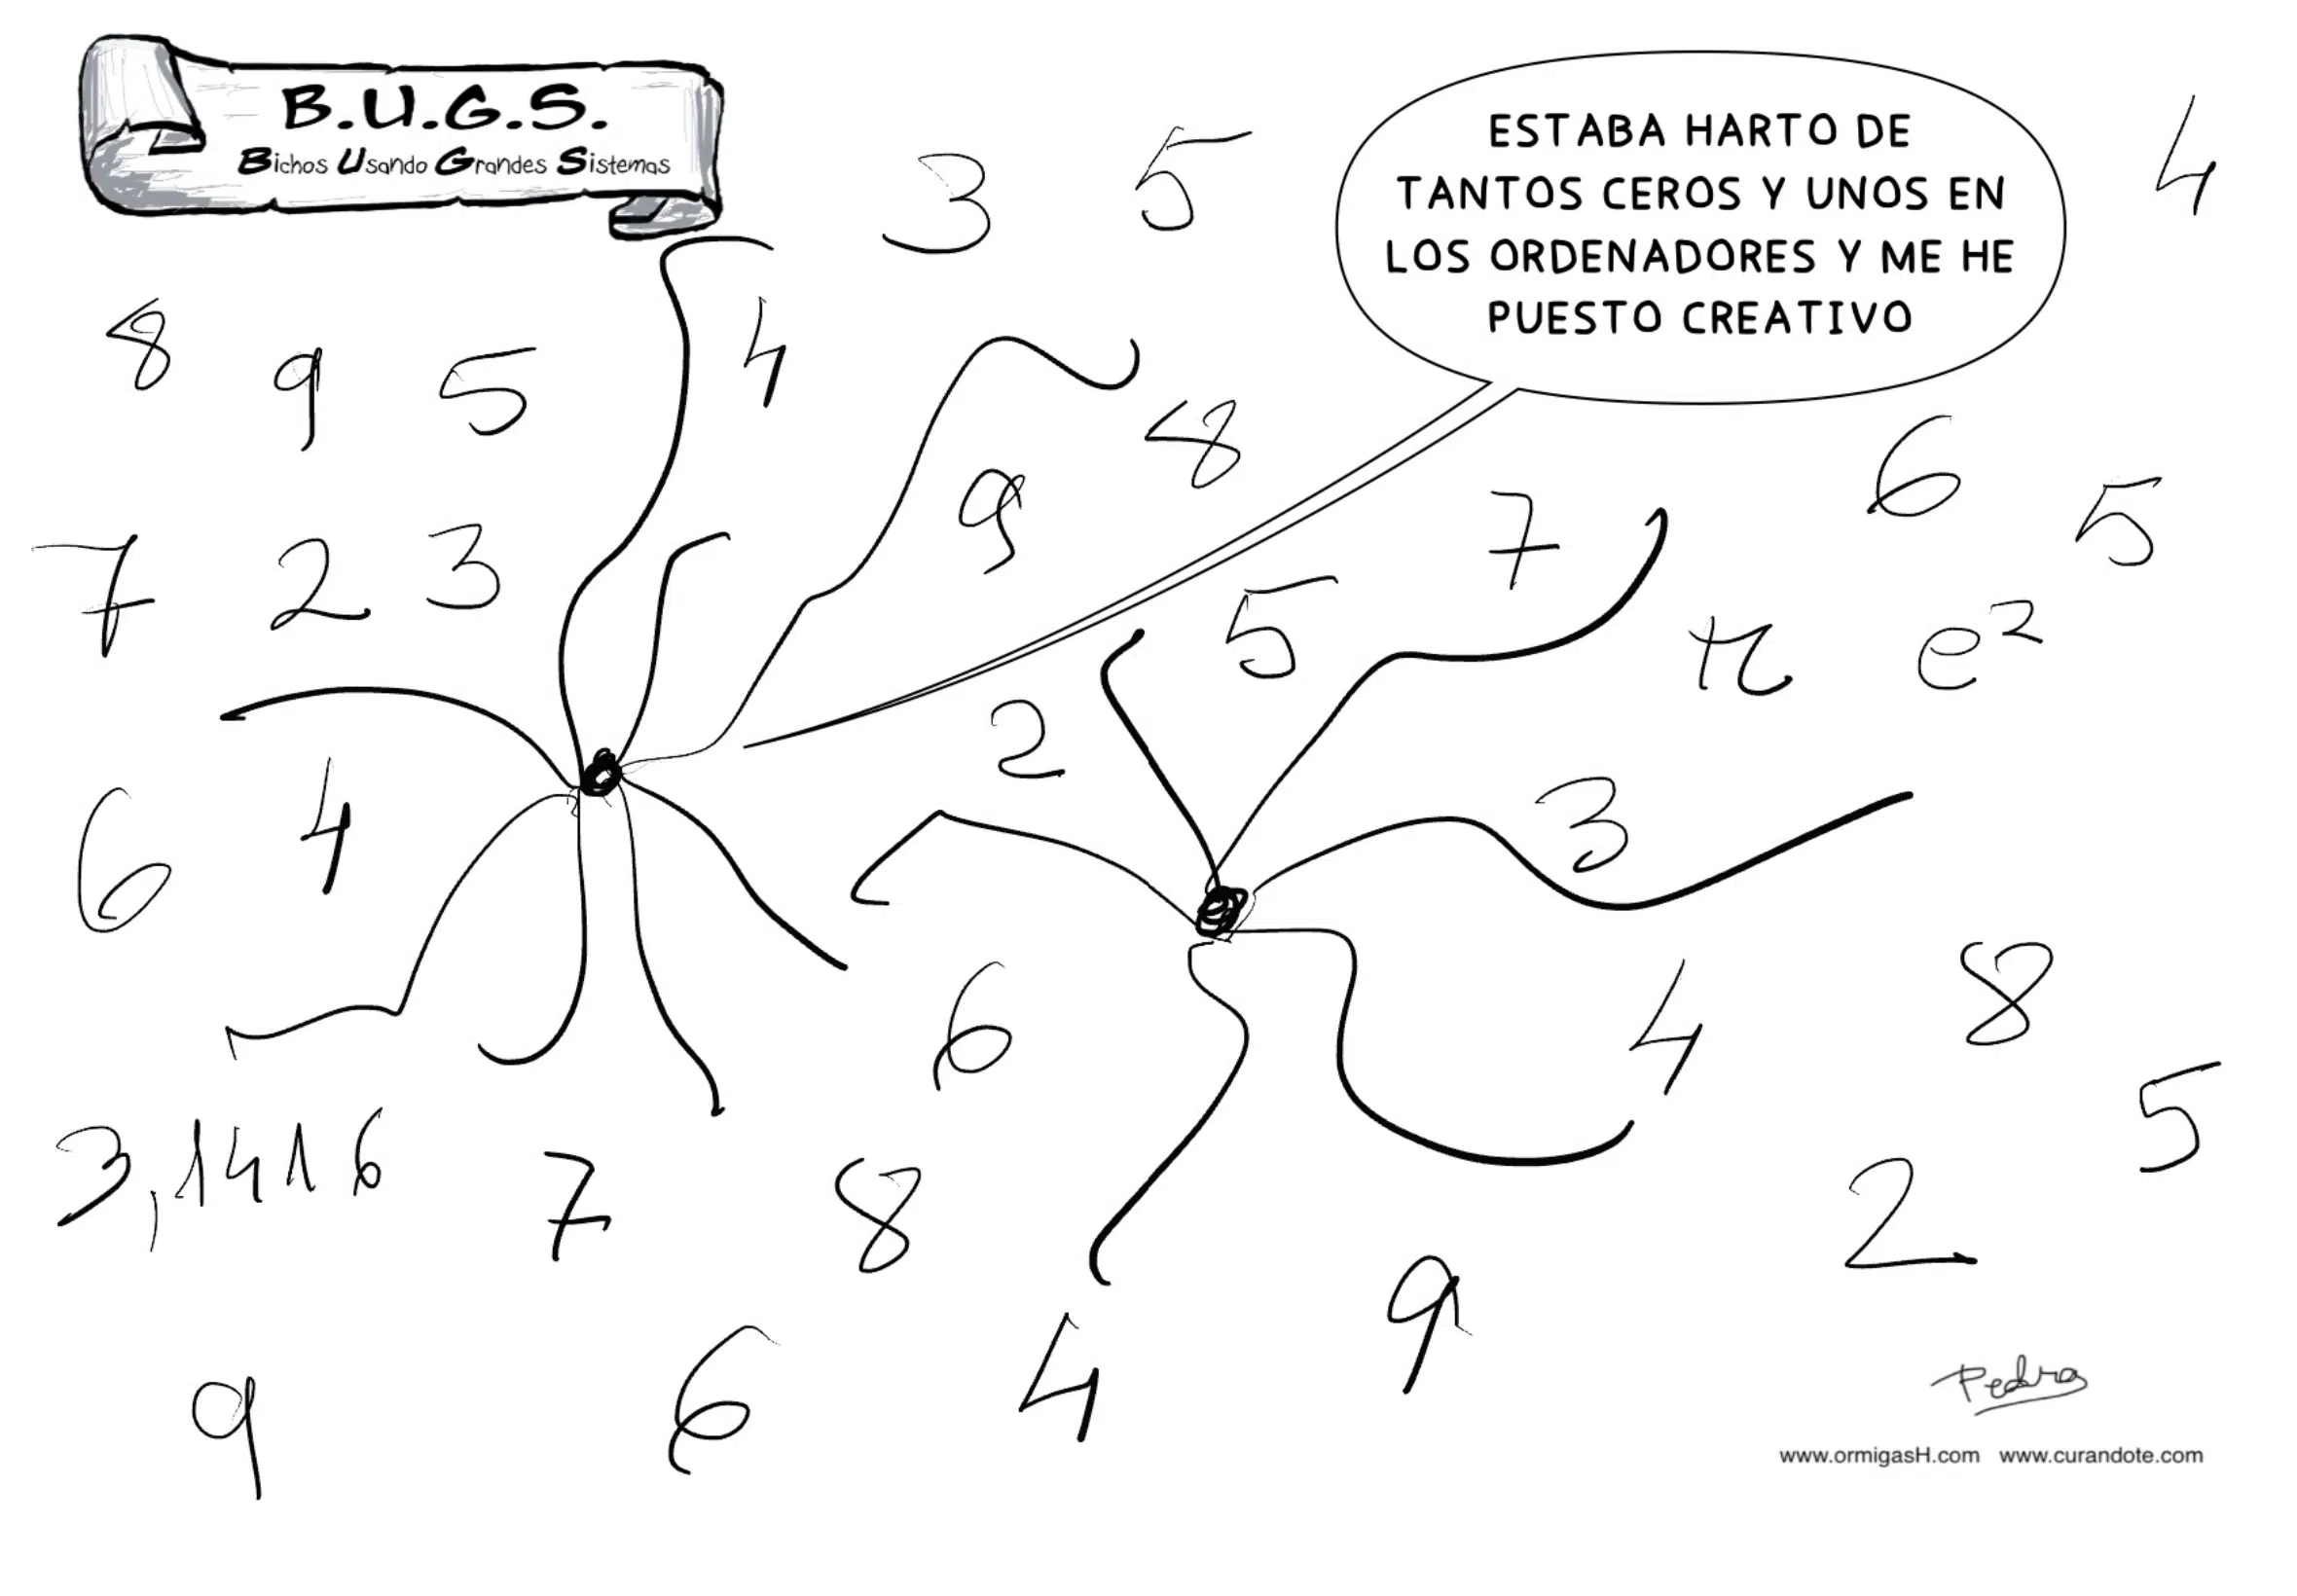 B.U.G.S.
Bichos Usando Grandes Sistemas
ESTABA HARTO DE
TANTOS CEROS Y UNOS EN
LOS ORDENADORES Y ME HE
PUESTO CREATIVO
3 5 4
8 9 5 4
8
9 7 6 5
7 2 3
5 π e²
2
6 4 3
6 4 8
3,1416 7 8 5
2
9 6 4 9
Pedro
www.ormigasH.com www.curandote.com